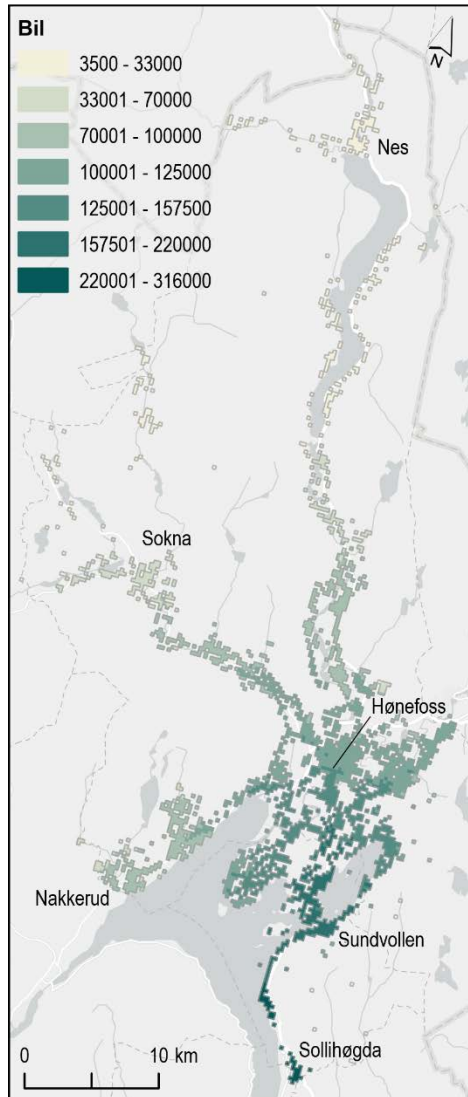 Bil
3500 - 33000
33001 - 70000
70001 - 100000
100001 - 125000
125001 - 157500
157501 - 220000
220001 - 316000
N
Nes
Sokna
Hønefoss
Nakkerud
Sundvollen
Sollihøgda
0 10 km